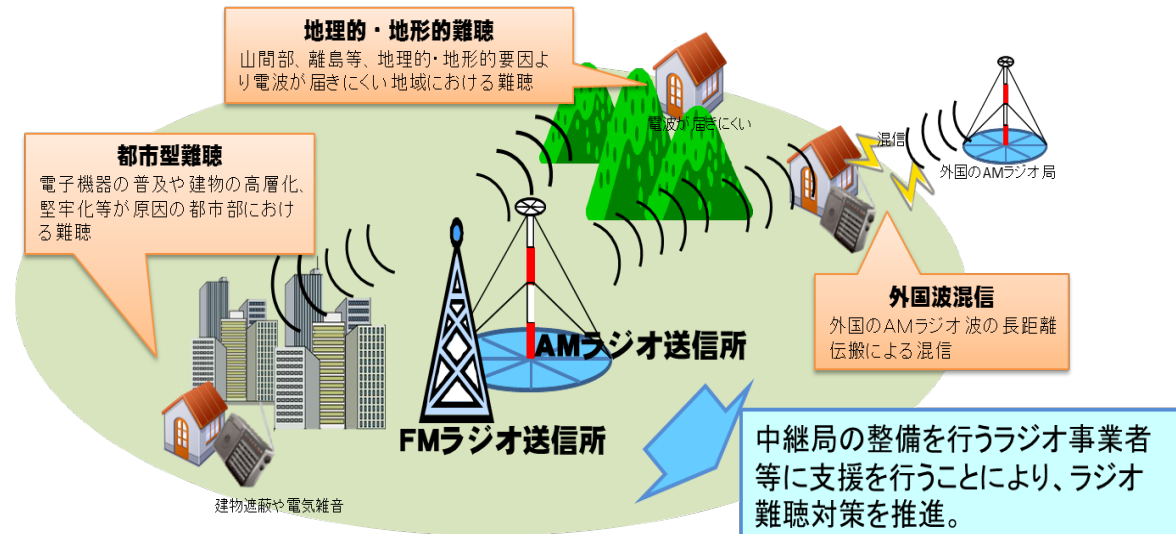 地理的・地形的難聴
山間部、離島等、地理的・地形的要因よ
り電波が届きにくい地域における難聴
電波が届きにくい
混信
外国のAMラジオ局
都市型難聴
電子機器の普及や建物の高層化、
堅牢化等が原因の都市部におけ
る難聴
外国波混信
外国のAMラジオ波の長距離
伝搬による混信
AMラジオ送信所
FMラジオ送信所
建物遮蔽や電気雑音
中継局の整備を行うラジオ事業者
等に支援を行うことにより、ラジオ
難聴対策を推進。